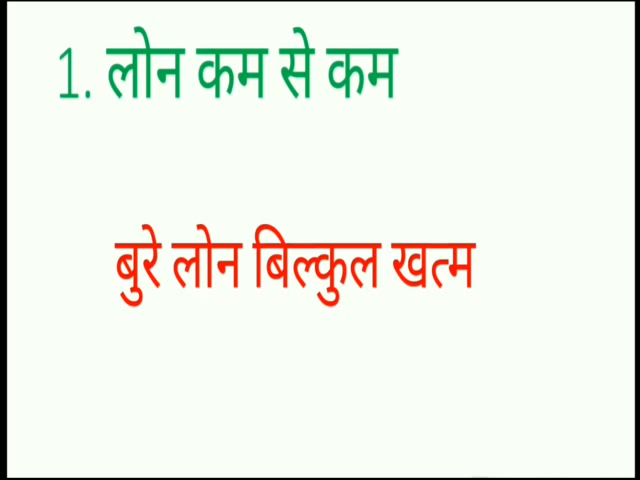 1. लोन कम से कम
बुरे लोन बिल्कुल खत्म